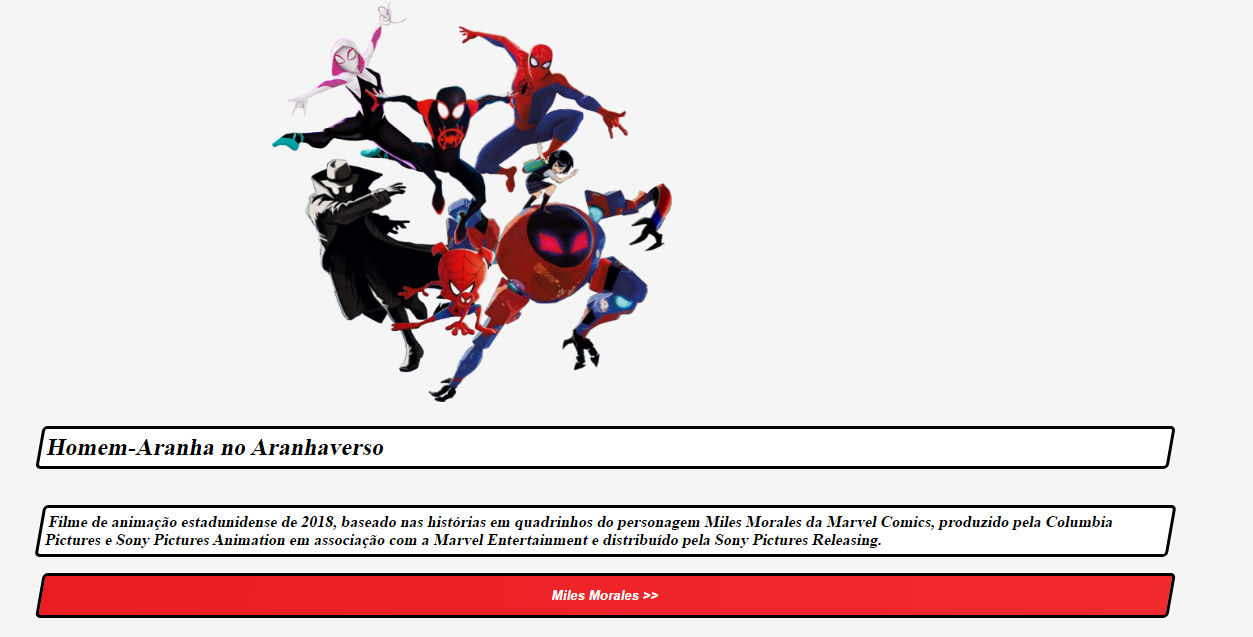 Homem-Aranha no Aranhaverso
Filme de animação estadunidense de 2018, baseado nas histórias em quadrinhos do personagem Miles Morales da Marvel Comics, produzido pela Columbia
Pictures e Sony Pictures Animation em associação com a Marvel Entertainment e distribuído pela Sony Pictures Releasing.
Miles Morales >>